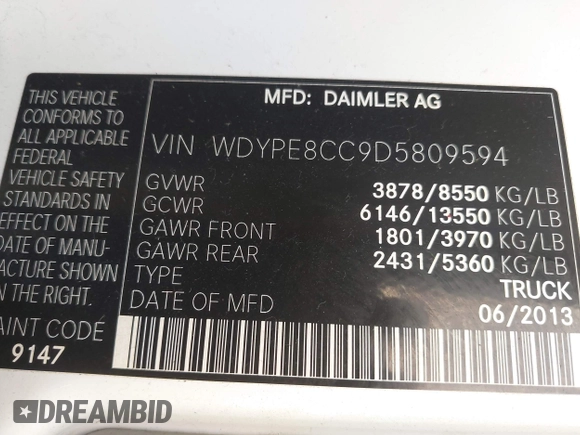 MFD: DAIMLER AG
THIS VEHICLE
CONFORMS TO
ALL APPLICABLE
FEDERAL
VEHICLE SAFETY
STANDARDS IN
EFFECT ON THE
DATE OF MANU-
FACTURE SHOWN
ON THE RIGHT.
PAINT CODE
9147
VIN WDYPE8CC9D5809594
GVWR 3878/8550 KG/LB
GCWR 6146/13550 KG/LB
GAWR FRONT 1801/3970 KG/LB
GAWR REAR 2431/5360 KG/LB
TYPE TRUCK
DATE OF MFD 06/2013
DREAMBID